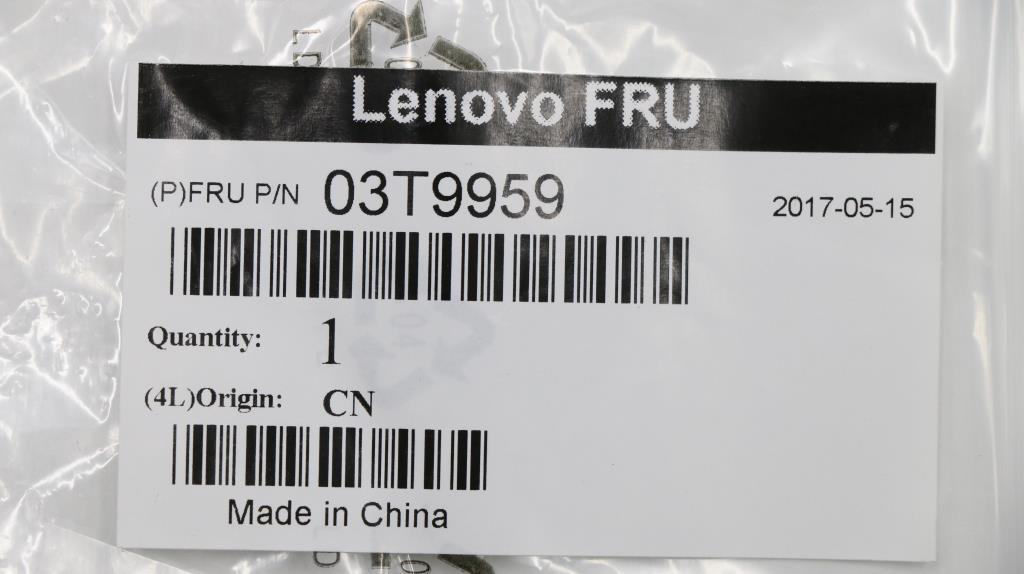 Lenovo FRU
(P)FRU P/N 03T9959
2017-05-15
Quantity: 1
(4L)Origin: CN
Made in China